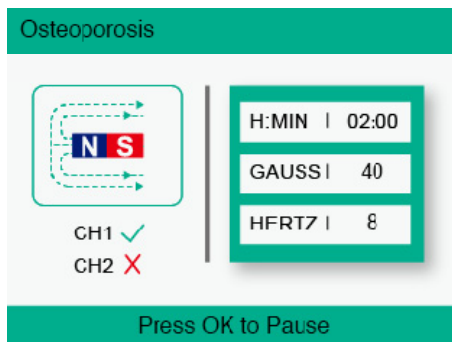 Osteoporosis
N S
CH1 ✓
CH2 X
H:MIN | 02:00
GAUSS | 40
HERTZ | 8
Press OK to Pause